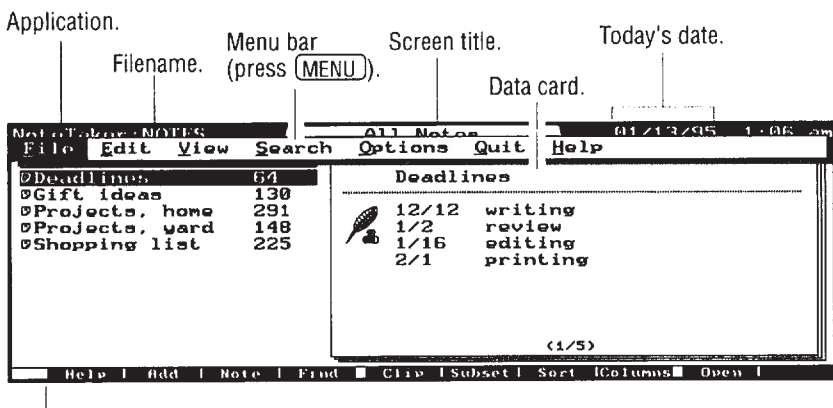 Application.
Filename.
Menu bar
(press MENU).
Screen title.
Today's date.
Data card.
NoteTaker:NOTES All Notes 01/13/95 1:06 am
File Edit View Search Options Quit Help
Deadlines 64
Gift ideas 130
Projects, home 291
Projects, yard 148
Shopping list 225
Deadlines
12/12 writing
1/2 review
1/16 editing
2/1 printing
(1/5)
Help | Add | Note | Find Clip | Subset | Sort | Columns Open |